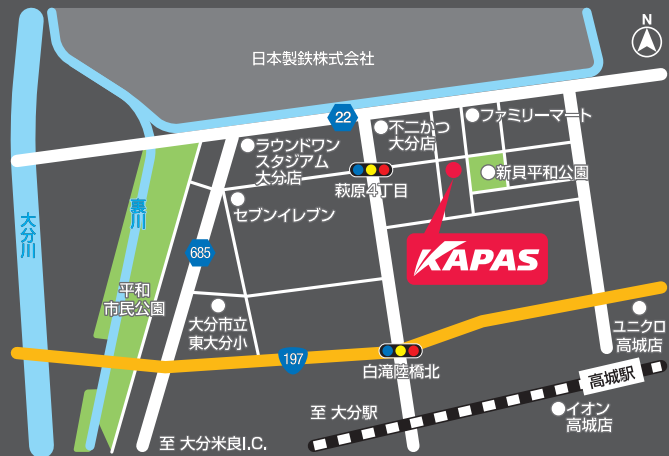 N
日本製鉄株式会社
22
不二かつ
大分店
ファミリーマート
ラウンドワン
スタジアム
大分店
新貝平和公園
萩原4丁目
セブンイレブン
大分川
裏川
685
KAPAS
平和
市民公園
大分市立
東大分小
ユニクロ
高城店
197
白滝陸橋北
高城駅
至 大分駅
イオン
高城店
至 大分米良I.C.